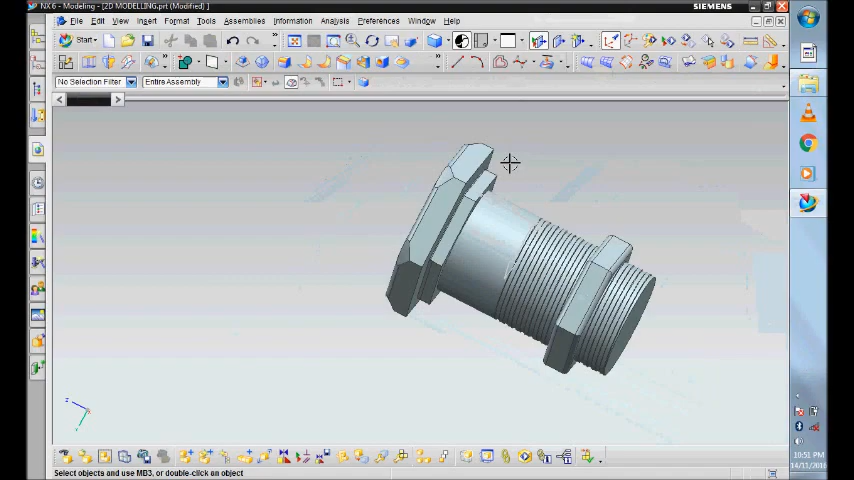 NX 6 - Modeling - [2D MODELLING.prt (Modified) ]
SIEMENS
File Edit View Insert Format Tools Assemblies Information Analysis Preferences Window Help
Start
No Selection Filter Entire Assembly
Z
Y
Select objects and use MB3, or double-click an object
10:51 PM